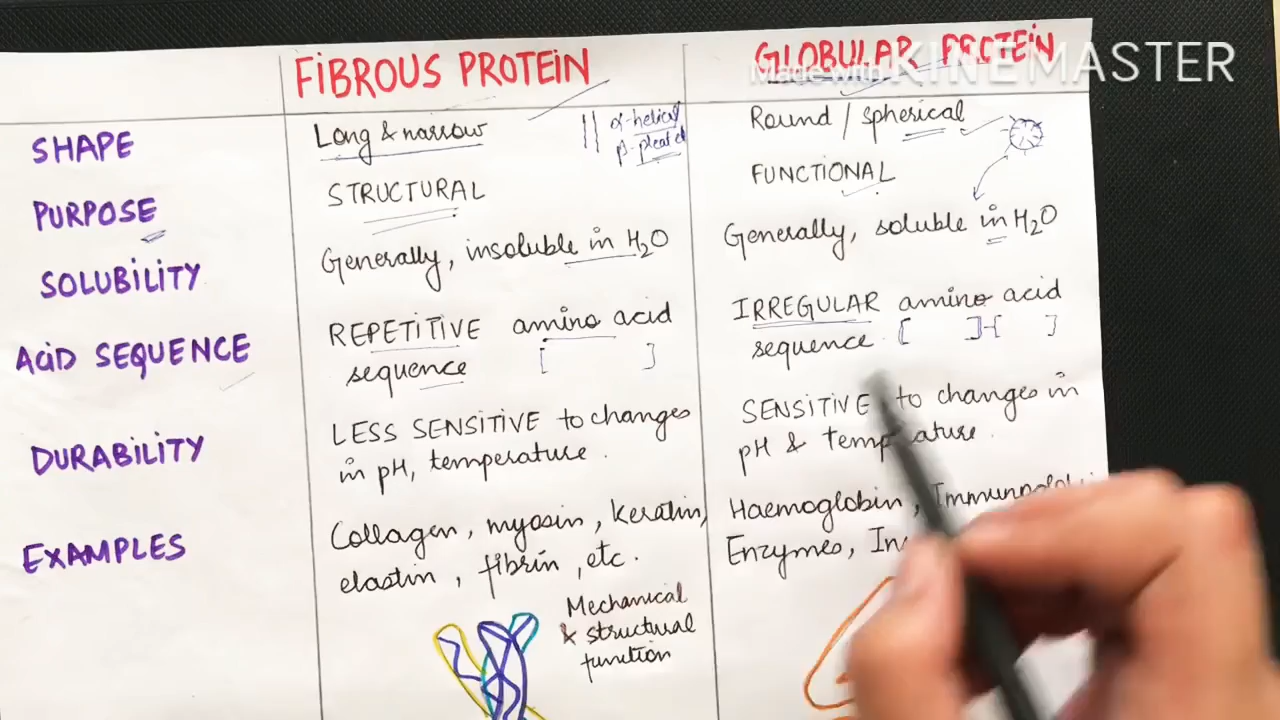 FIBROUS PROTEIN
GLOBULAR PROTEIN
Made with KINEMASTER
SHAPE
Long & narrow
α-helical
β-pleated
Round / spherical
PURPOSE
STRUCTURAL
FUNCTIONAL
SOLUBILITY
Generally, insoluble in H2O
Generally, soluble in H2O
ACID SEQUENCE
REPETITIVE amino acid
sequence [ ]
IRREGULAR amino acid
sequence. [ ]-[ ]
DURABILITY
LESS SENSITIVE to changes
in pH, temperature.
SENSITIVE to changes in
pH & temperature.
EXAMPLES
Collagen, myosin, Keratin,
elastin, fibrin, etc.
Haemoglobin,
Enzymes,
Mechanical
& structural
function